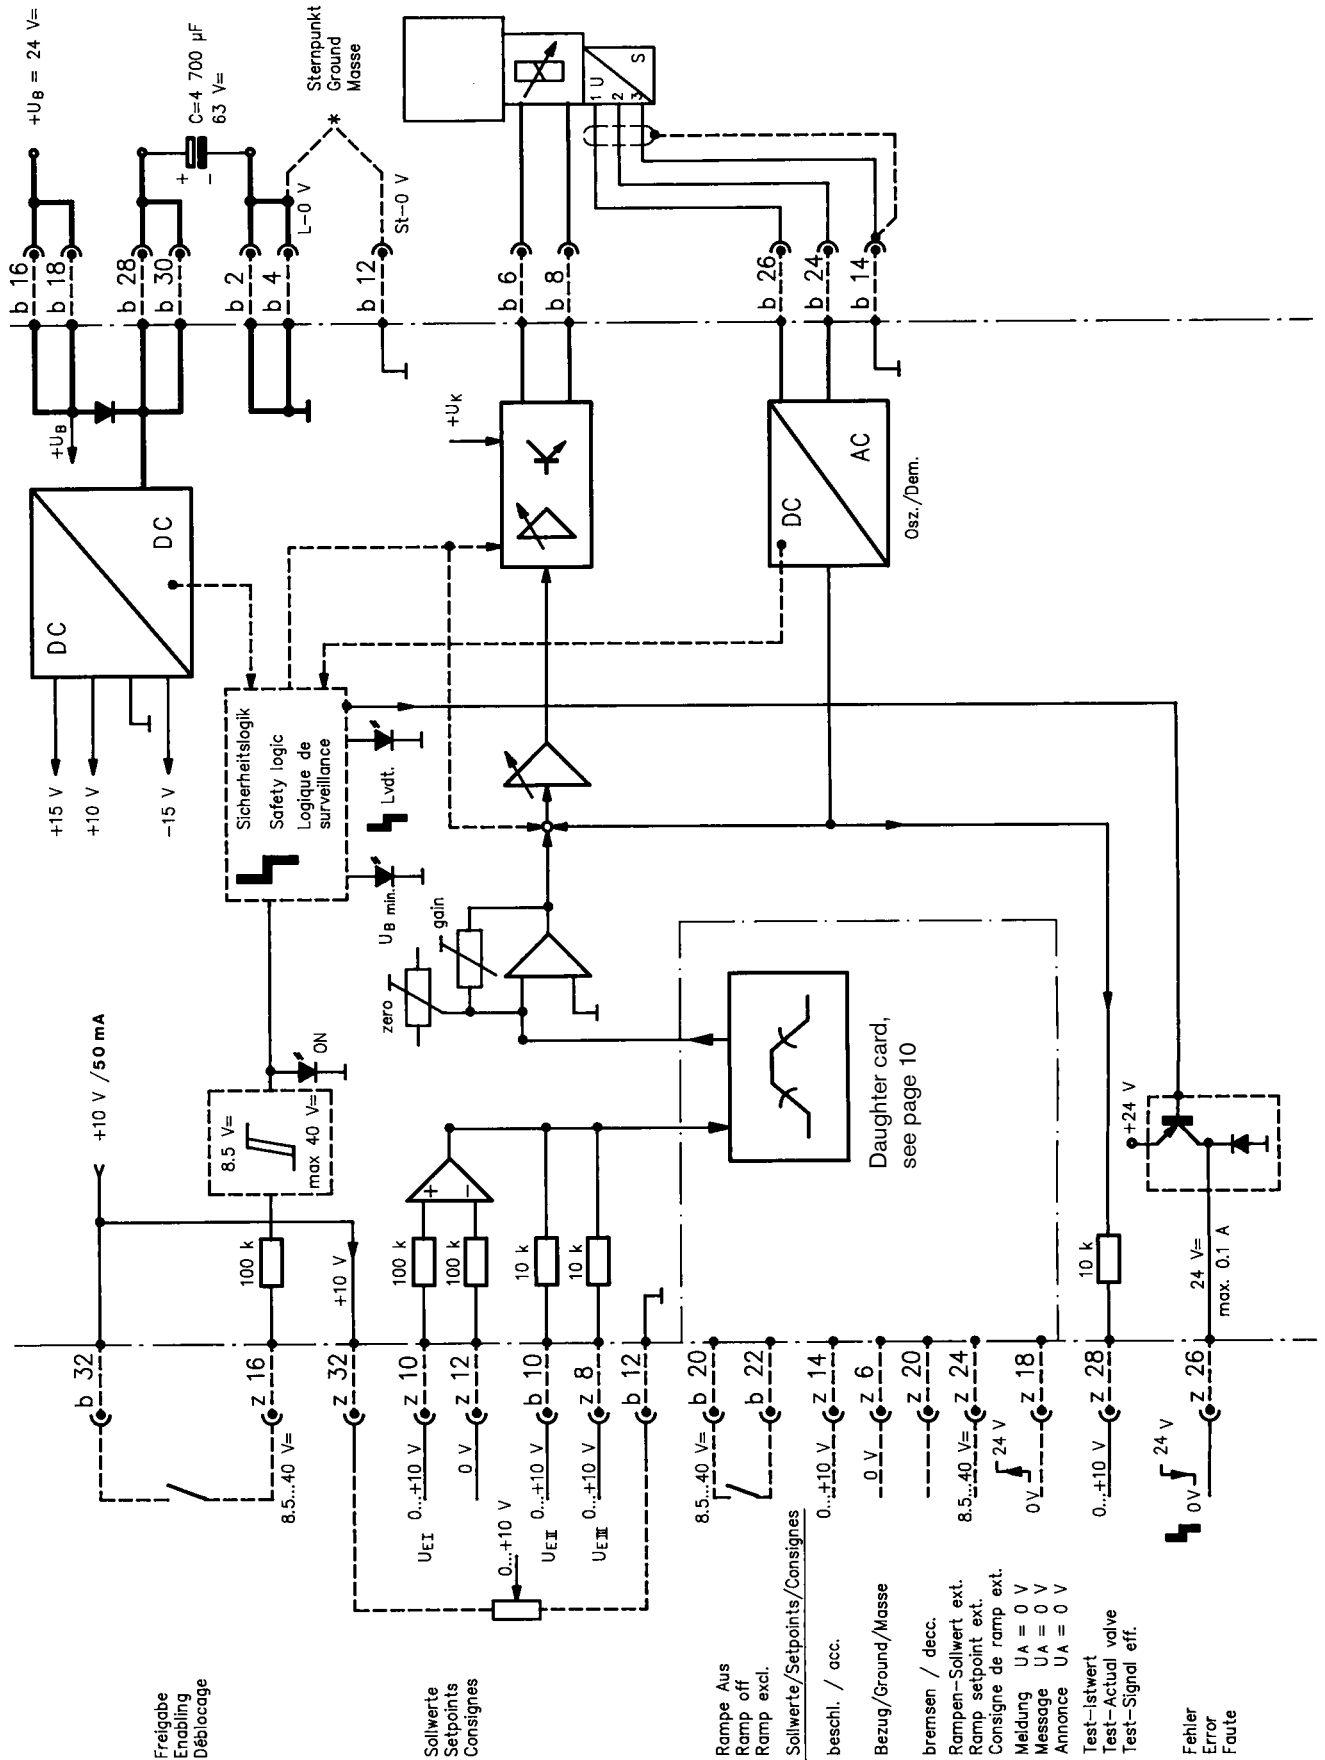 Freigabe
Enabling
Déblocage
b 32
z 16
8.5...40 V=
+10 V /50 mA
100 k
8.5 V=
max 40 V=
ON
z 32
+10 V
Sollwerte
Setpoints
Consignes
UEI
0...+10 V
z 10
100 k
0 V
z 12
100 k
+
−
0...+10 V
UEII
0...+10 V
b 10
10 k
UEIII
0...+10 V
z 8
10 k
b 12
zero
gain
Sicherheitslogik
Safety logic
Logique de
surveillance
UB min.
Lvdt.
+15 V
+10 V
−15 V
DC
DC
+UB
b 16
b 18
+UB = 24 V=
b 28
b 30
+
−
C=4 700 µF
63 V=
b 2
b 4
L−0 V
b 12
St−0 V
*
Sternpunkt
Ground
Masse
+UK
b 6
b 8
1
2
3
U
S
b 26
b 24
b 14
DC
AC
Osz./Dem.
Daughter card,
see page 10
Rampe Aus
Ramp off
Ramp excl.
8.5...40 V=
b 20
b 22
Sollwerte/Setpoints/Consignes
beschl. / acc.
0...+10 V
z 14
Bezug/Ground/Masse
0 V
z 6
bremsen / decc.
z 20
Rampen−Sollwert ext.
Ramp setpoint ext.
Consigne de ramp ext.
8.5...40 V=
z 24
Meldung UA = 0 V
Message UA = 0 V
Annonce UA = 0 V
0V
24 V
z 18
Test−Istwert
Test−Actual valve
Test−Signal eff.
0...+10 V
z 28
10 k
Fehler
Error
Faute
0V
24 V
z 26
24 V=
max. 0.1 A
+24 V